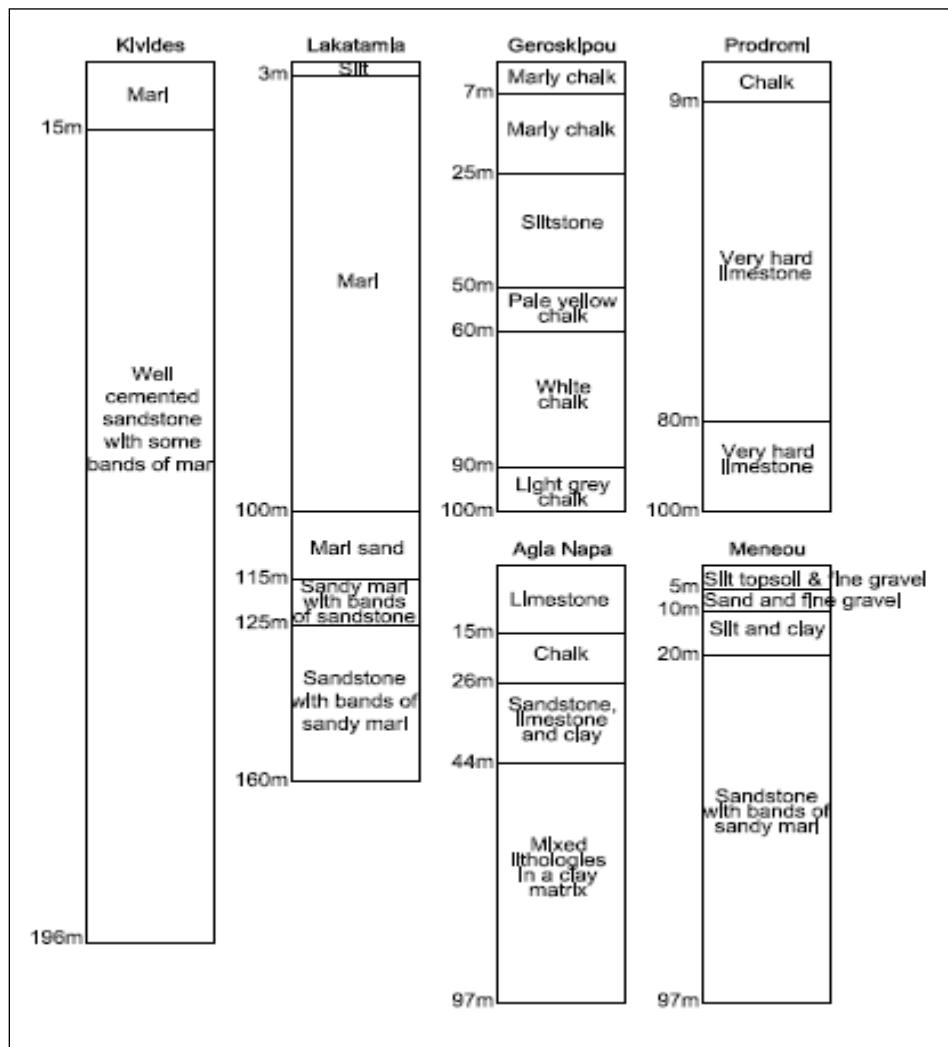 Kivides
Marl
15m
Well
cemented
sandstone
with some
bands of marl
196m
Lakatamia
Silt
3m
Marl
100m
Marl sand
115m
Sandy marl
with bands
of sandstone
125m
Sandstone
with bands of
sandy marl
160m
Geroskipou
Marly chalk
7m
Marly chalk
25m
Siltstone
50m
Pale yellow
chalk
60m
White
chalk
90m
Light grey
chalk
100m
Prodromi
Chalk
9m
Very hard
limestone
80m
Very hard
limestone
100m
Agia Napa
Limestone
15m
Chalk
26m
Sandstone,
limestone
and clay
44m
Mixed
lithologies
in a clay
matrix
97m
Meneou
Silt topsoil & fine gravel
5m
Sand and fine gravel
10m
Silt and clay
20m
Sandstone
with bands of
sandy marl
97m